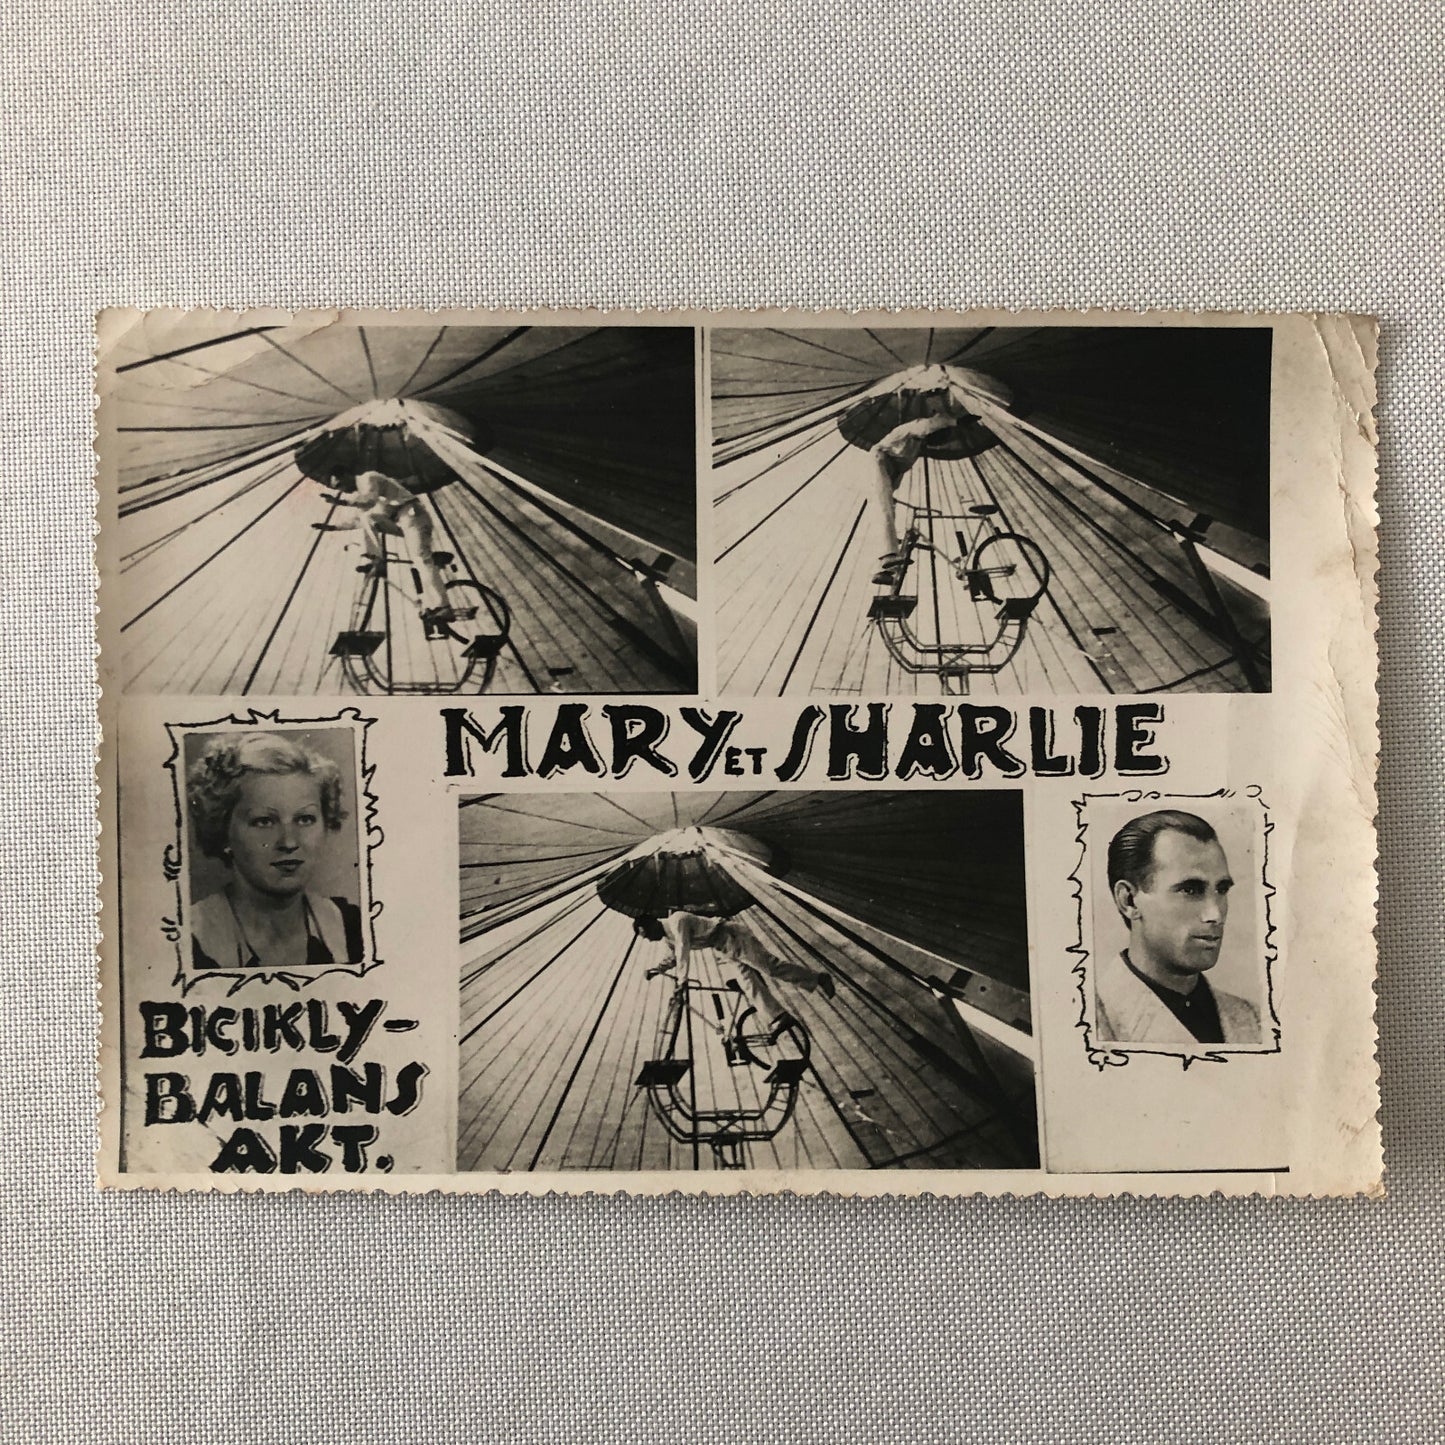 MARY ET SHARLIE
BICIKLY-
BALANS
AKT.